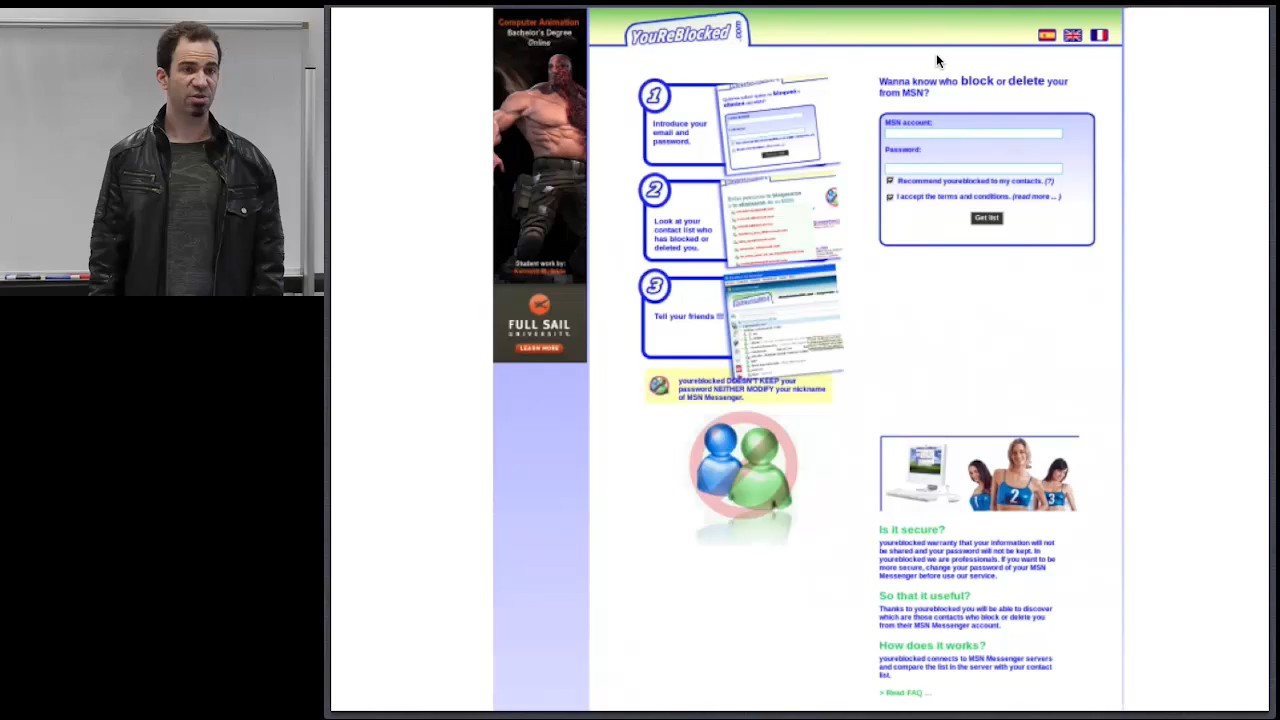 Computer Animation
Bachelor's Degree
Online
Student work by:
FULL SAIL
UNIVERSITY.
LEARN MORE
YouReBlocked.com
1
Introduce your
email and
password.
2
Look at your
contact list who
has blocked or
deleted you.
3
Tell your friends !!!
youreblocked DOESN'T KEEP your
password NEITHER MODIFY your nickname
of MSN Messenger.
Wanna know who block or delete your
from MSN?
MSN account:
Password:
Recommend youreblocked to my contacts. (?)
I accept the terms and conditions. (read more ... )
Get list
1 2 3
Is it secure?
youreblocked warranty that your information will not
be shared and your password will not be kept. In
youreblocked we are professionals. If you want to be
more secure, change your password of your MSN
Messenger before use our service.
So that it useful?
Thanks to youreblocked you will be able to discover
which are those contacts who block or delete you
from their MSN Messenger account.
How does it works?
youreblocked connects to MSN Messenger servers
and compare the list in the server with your contact
list.
> Read FAQ ...